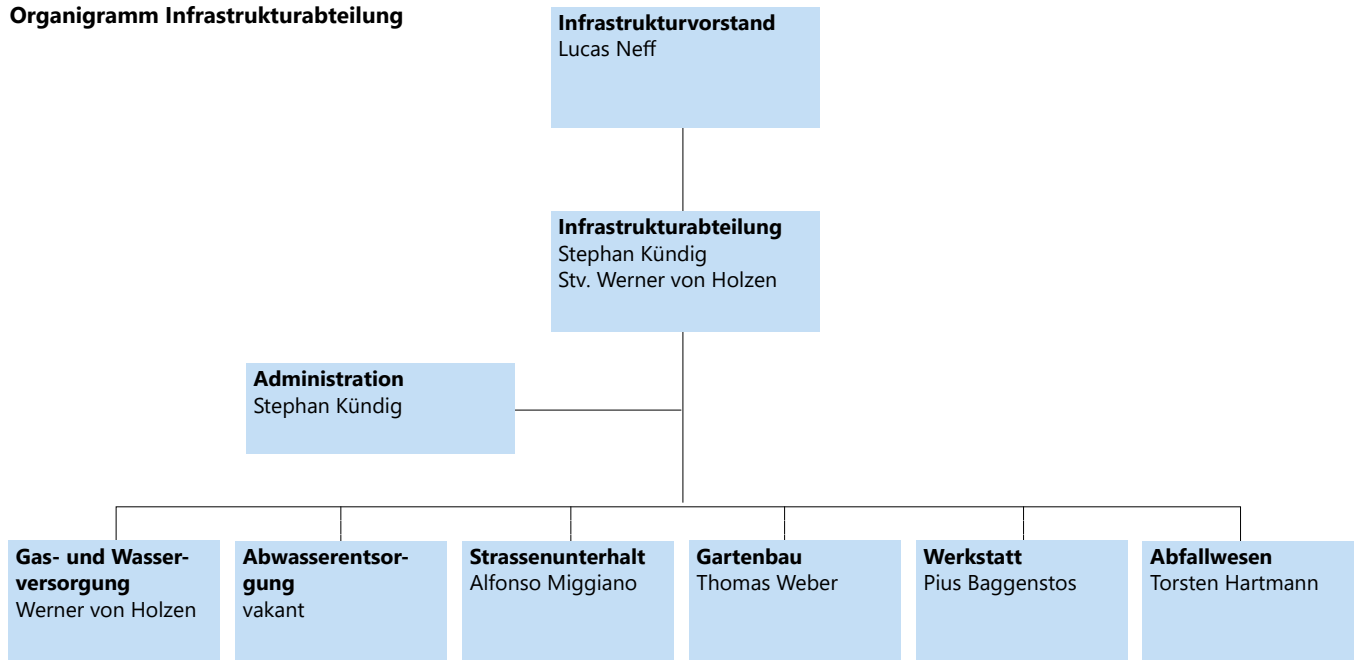 Organigramm Infrastrukturabteilung
Infrastrukturvorstand
Lucas Neff
Infrastrukturabteilung
Stephan Kündig
Stv. Werner von Holzen
Administration
Stephan Kündig
Gas- und Wasser-
versorgung
Werner von Holzen
Abwasserentsor-
gung
vakant
Strassenunterhalt
Alfonso Miggiano
Gartenbau
Thomas Weber
Werkstatt
Pius Baggenstos
Abfallwesen
Torsten Hartmann